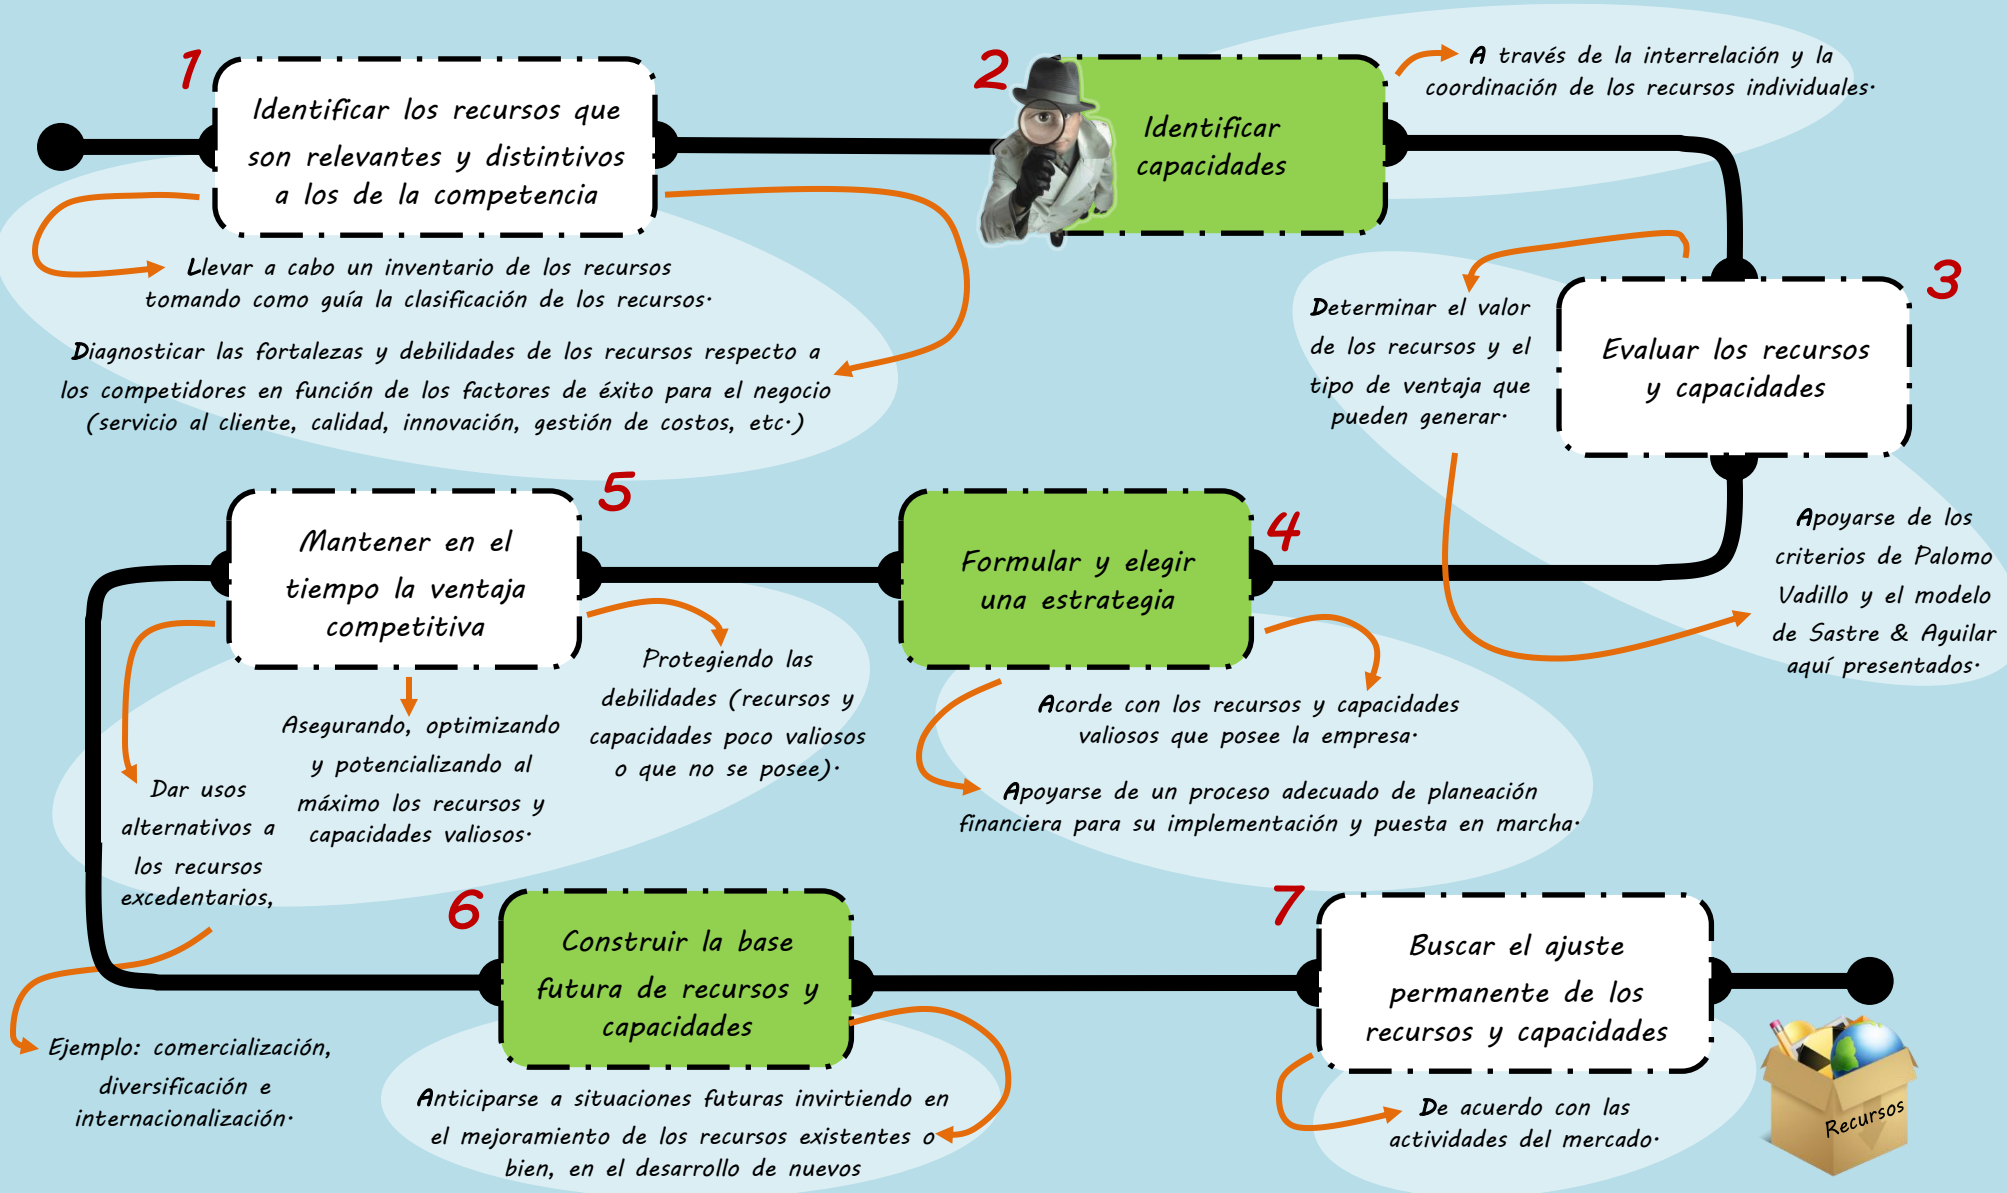 1
Identificar los recursos que
son relevantes y distintivos
a los de la competencia
Llevar a cabo un inventario de los recursos
tomando como guía la clasificación de los recursos.
Diagnosticar las fortalezas y debilidades de los recursos respecto a
los competidores en función de los factores de éxito para el negocio
(servicio al cliente, calidad, innovación, gestión de costos, etc.)
2
Identificar
capacidades
A través de la interrelación y la
coordinación de los recursos individuales.
3
Evaluar los recursos
y capacidades
Determinar el valor
de los recursos y el
tipo de ventaja que
pueden generar.
Apoyarse de los
criterios de Palomo
Vadillo y el modelo
de Sastre & Aguilar
aquí presentados.
4
Formular y elegir
una estrategia
Acorde con los recursos y capacidades
valiosos que posee la empresa.
Apoyarse de un proceso adecuado de planeación
financiera para su implementación y puesta en marcha.
5
Mantener en el
tiempo la ventaja
competitiva
Protegiendo las
debilidades (recursos y
capacidades poco valiosos
o que no se posee).
Asegurando, optimizando
y potencializando al
máximo los recursos y
capacidades valiosos.
Dar usos
alternativos a
los recursos
excedentarios,
Ejemplo: comercialización,
diversificación e
internacionalización.
6
Construir la base
futura de recursos y
capacidades
Anticiparse a situaciones futuras invirtiendo en
el mejoramiento de los recursos existentes o
bien, en el desarrollo de nuevos
7
Buscar el ajuste
permanente de los
recursos y capacidades
De acuerdo con las
actividades del mercado.
Recursos